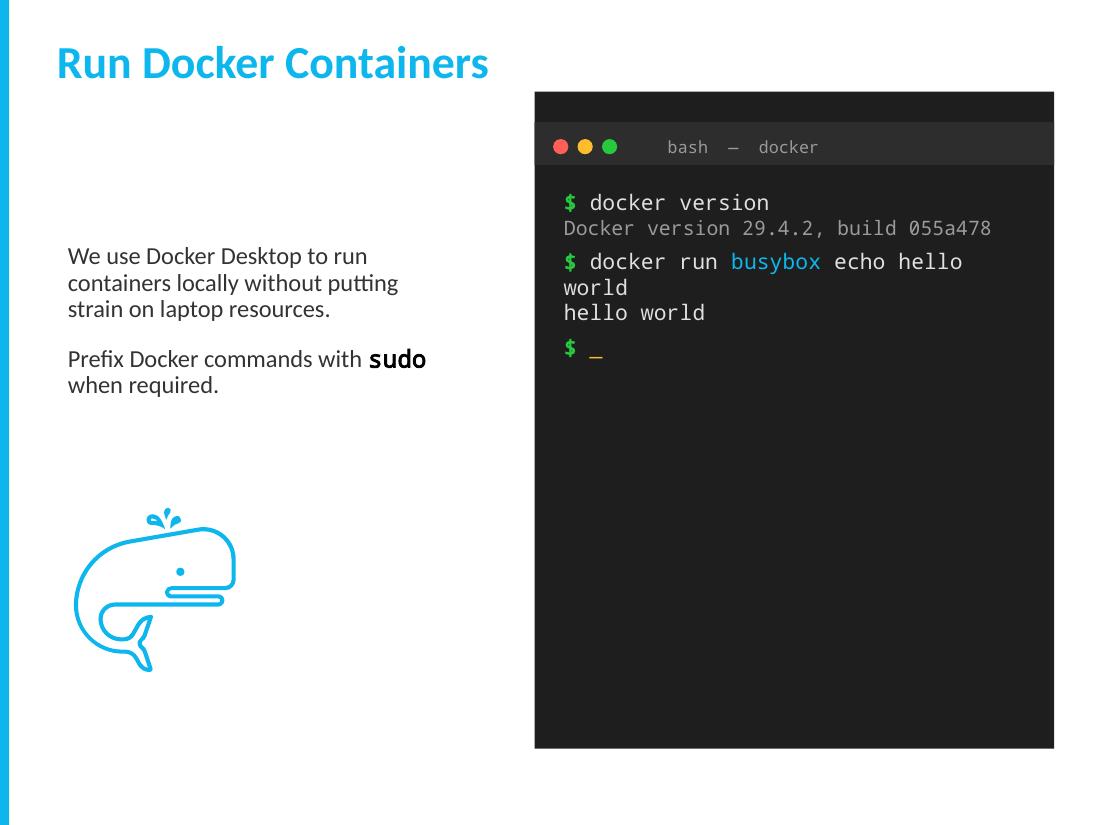 Run Docker Containers
We use Docker Desktop to run
containers locally without putting
strain on laptop resources.
Prefix Docker commands with sudo
when required.
bash — docker
$ docker version
Docker version 29.4.2, build 055a478
$ docker run busybox echo hello
world
hello world
$ _